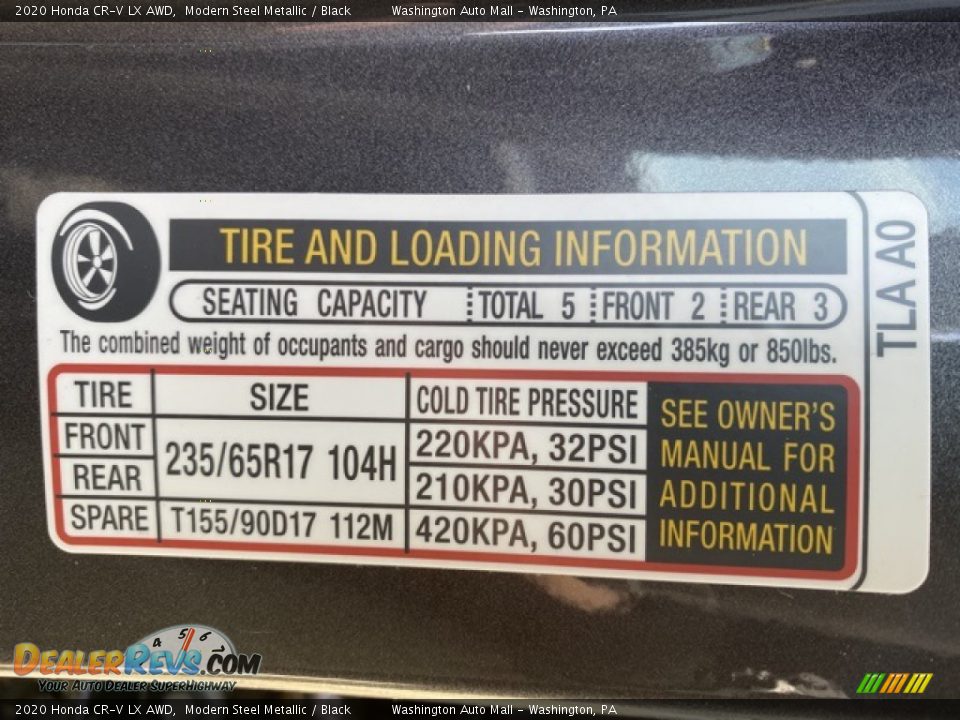 2020 Honda CR-V LX AWD, Modern Steel Metallic / Black Washington Auto Mall - Washington, PA
TIRE AND LOADING INFORMATION
SEATING CAPACITY TOTAL 5 FRONT 2 REAR 3
The combined weight of occupants and cargo should never exceed 385kg or 850lbs.
TLA A0
TIRE SIZE COLD TIRE PRESSURE
FRONT 235/65R17 104H 220KPA, 32PSI
REAR 210KPA, 30PSI
SPARE T155/90D17 112M 420KPA, 60PSI
SEE OWNER'S
MANUAL FOR
ADDITIONAL
INFORMATION
4 5 6
DEALERREVS.COM
YOUR AUTO DEALER SUPERHIGHWAY
2020 Honda CR-V LX AWD, Modern Steel Metallic / Black Washington Auto Mall - Washington, PA